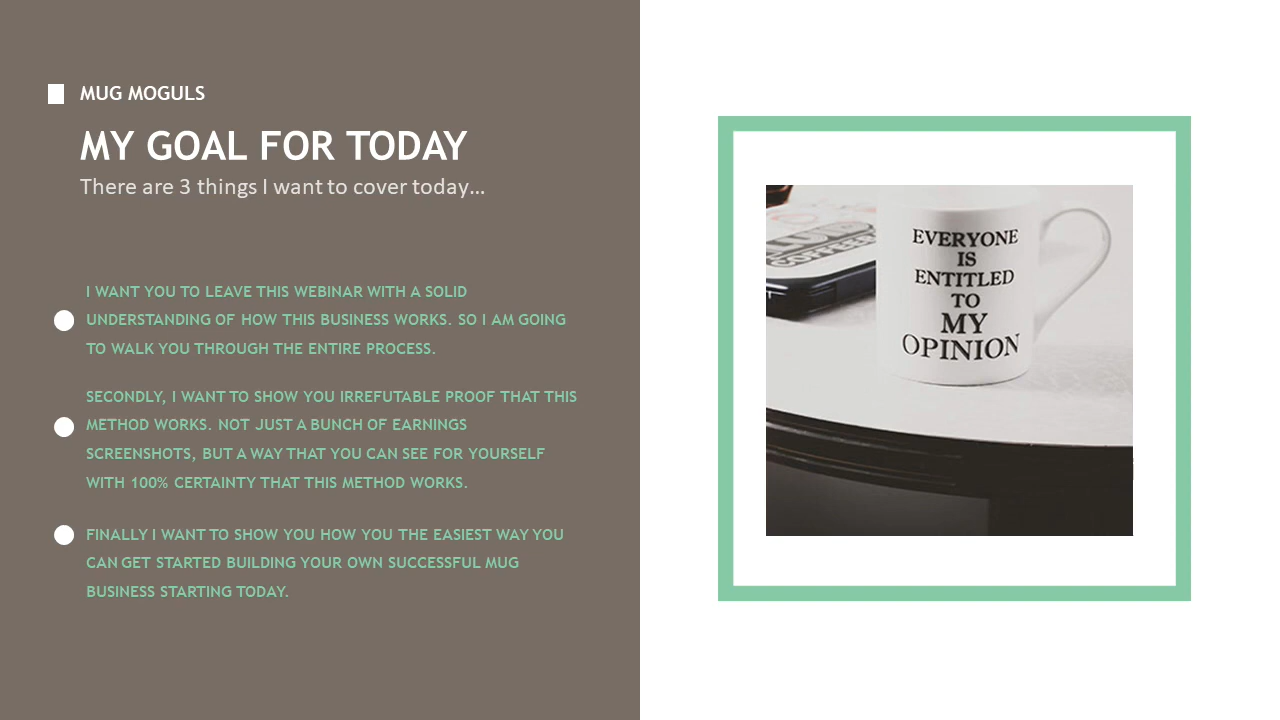 MUG MOGULS
MY GOAL FOR TODAY
There are 3 things I want to cover today...
I WANT YOU TO LEAVE THIS WEBINAR WITH A SOLID
UNDERSTANDING OF HOW THIS BUSINESS WORKS. SO I AM GOING
TO WALK YOU THROUGH THE ENTIRE PROCESS.
SECONDLY, I WANT TO SHOW YOU IRREFUTABLE PROOF THAT THIS
METHOD WORKS. NOT JUST A BUNCH OF EARNINGS
SCREENSHOTS, BUT A WAY THAT YOU CAN SEE FOR YOURSELF
WITH 100% CERTAINTY THAT THIS METHOD WORKS.
FINALLY I WANT TO SHOW YOU HOW YOU THE EASIEST WAY YOU
CAN GET STARTED BUILDING YOUR OWN SUCCESSFUL MUG
BUSINESS STARTING TODAY.
EVERYONE
IS
ENTITLED
TO
MY
OPINION